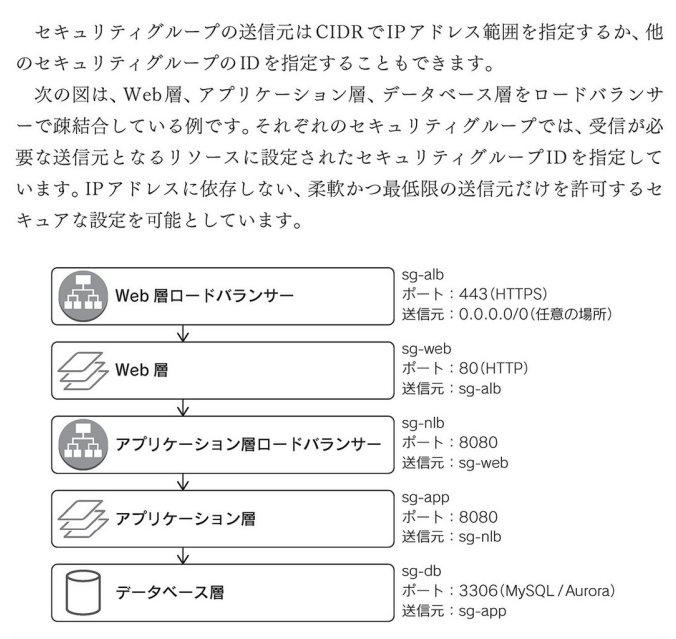 セキュリティグループの送信元はCIDRでIPアドレス範囲を指定するか、他
のセキュリティグループのIDを指定することもできます。
次の図は、Web層、アプリケーション層、データベース層をロードバランサ
ーで疎結合している例です。それぞれのセキュリティグループでは、受信が必
要な送信元となるリソースに設定されたセキュリティグループIDを指定して
います。IPアドレスに依存しない、柔軟かつ最低限の送信元だけを許可するセ
キュアな設定を可能としています。
Web 層ロードバランサー
sg-alb
ポート：443(HTTPS)
送信元：0.0.0.0/0(任意の場所)
Web 層
sg-web
ポート：80(HTTP)
送信元：sg-alb
アプリケーション層ロードバランサー
sg-nlb
ポート：8080
送信元：sg-web
アプリケーション層
sg-app
ポート：8080
送信元：sg-nlb
データベース層
sg-db
ポート：3306(MySQL / Aurora)
送信元：sg-app